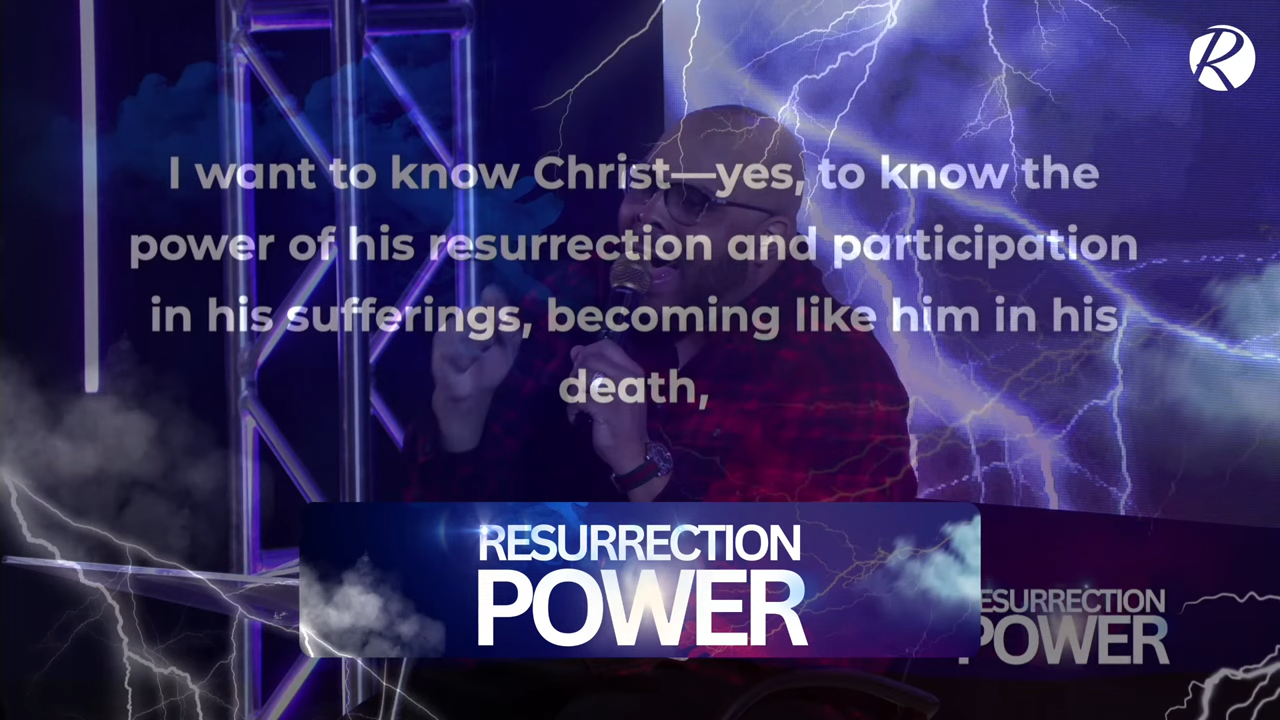 R
I want to know Christ—yes, to know the
power of his resurrection and participation
in his sufferings, becoming like him in his
death,
RESURRECTION
POWER
ESURRECTION
POWER